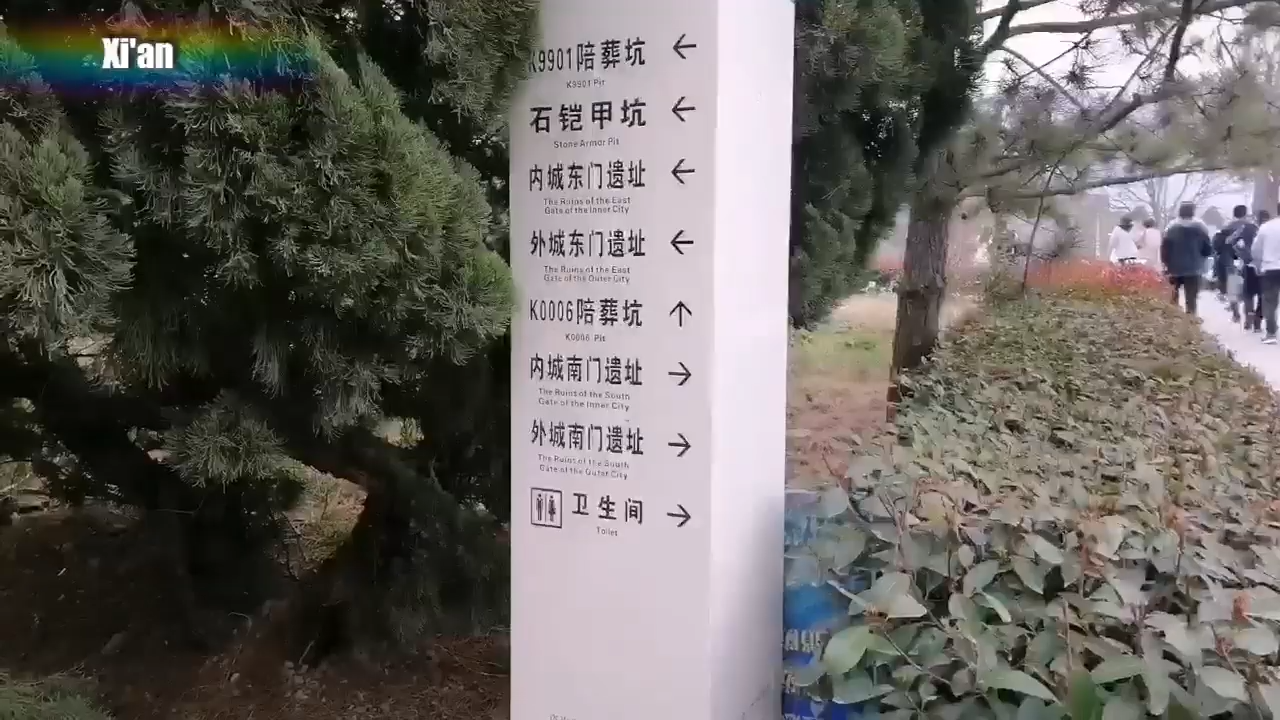 Xi'an
K9901陪葬坑 ←
K9901 Pit
石铠甲坑 ←
Stone Armor Pit
内城东门遗址 ←
The Ruins of the East
Gate of the Inner City
外城东门遗址 ←
The Ruins of the East
Gate of the Outer City
K0006陪葬坑 ↑
K0006 Pit
内城南门遗址 →
The Ruins of the South
Gate of the Inner City
外城南门遗址 →
The Ruins of the South
Gate of the Outer City
卫生间 →
Toilet